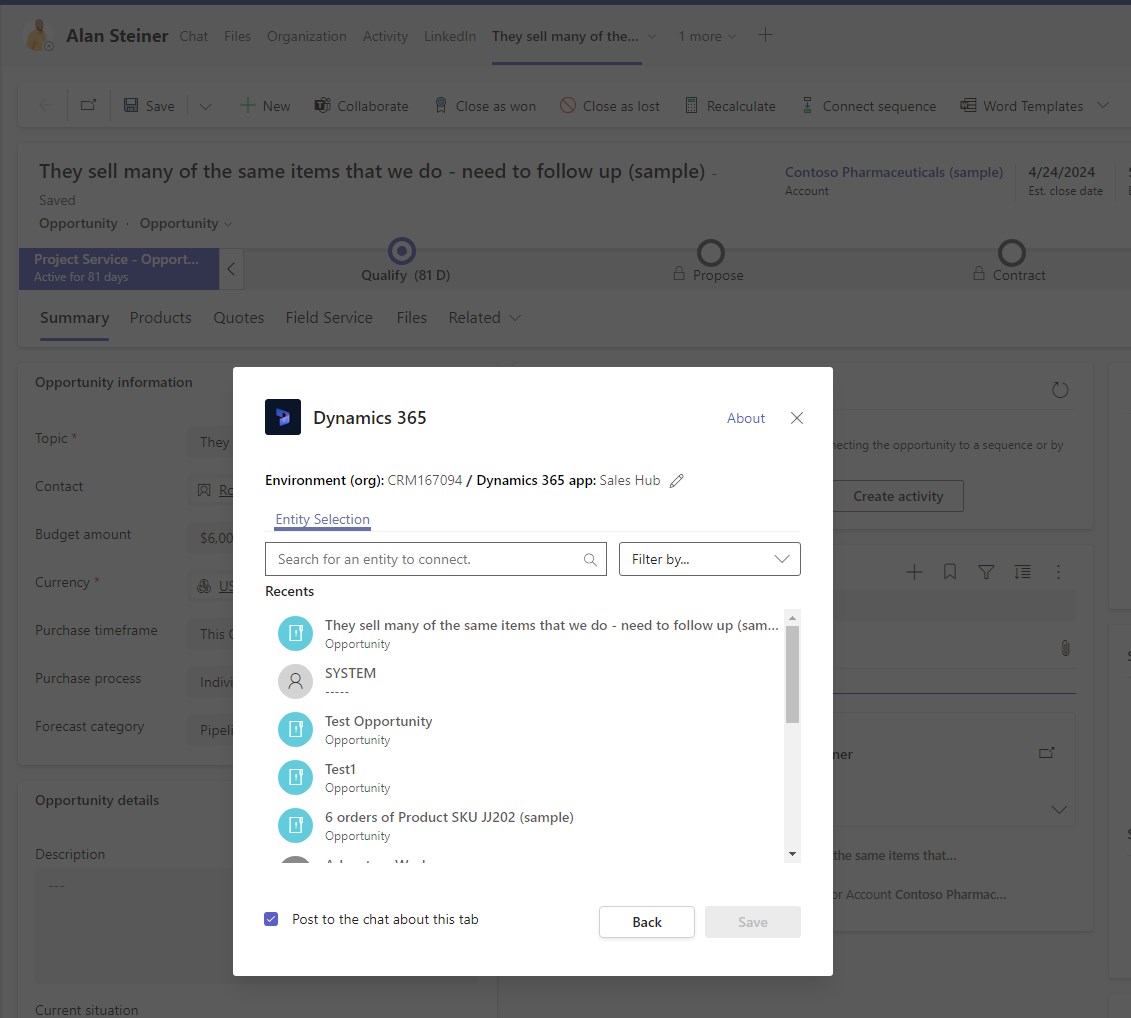 Alan Steiner Chat Files Organization Activity LinkedIn They sell many of the... 1 more
Save New Collaborate Close as won Close as lost Recalculate Connect sequence Word Templates
They sell many of the same items that we do - need to follow up (sample) -
Saved
Contoso Pharmaceuticals (sample)
Account
4/24/2024
Est. close date
Opportunity · Opportunity
Project Service - Opport...
Active for 81 days
Qualify (81 D)
Propose
Contract
Summary Products Quotes Field Service Files Related
Opportunity information
Topic *
They
Contact
Budget amount
$6,00
Currency *
US
Purchase timeframe
This
Purchase process
Indivi
Forecast category
Pipeli
Opportunity details
Description
---
Current situation
Dynamics 365
About
Environment (org): CRM167094 / Dynamics 365 app: Sales Hub
Entity Selection
Search for an entity to connect.
Filter by...
Recents
They sell many of the same items that we do - need to follow up (sam...
Opportunity
SYSTEM
-----
Test Opportunity
Opportunity
Test1
Opportunity
6 orders of Product SKU JJ202 (sample)
Opportunity
Post to the chat about this tab
Back
Save
necting the opportunity to a sequence or by
Create activity
ner
the same items that...
or Account Contoso Pharmac...